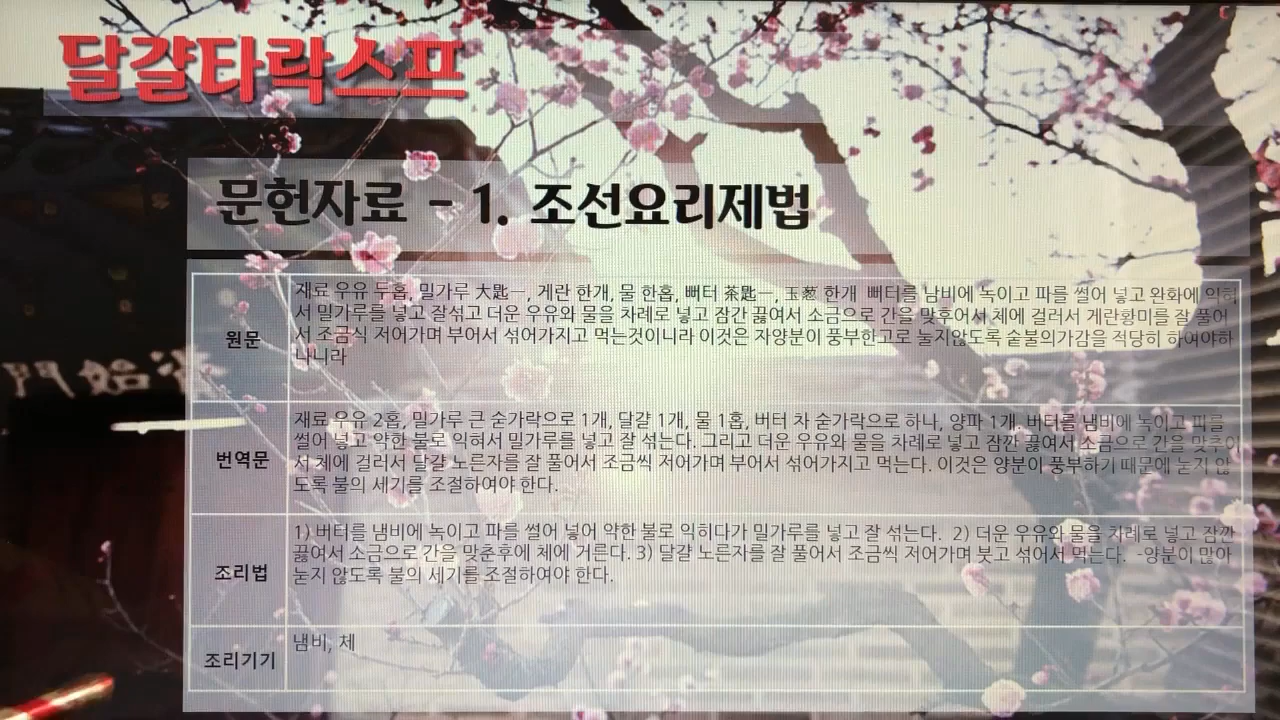 달걀타락스프
문헌자료 - 1. 조선요리제법
원문
재료 우유 두홉, 밀가루 大匙一, 게란 한개, 물 한홉, 뻐터 茶匙一, 玉葱 한개 뻐터를 남비에 녹이고 파를 썰어 넣고 완화에 익혀
서 밀가루를 넣고 잘섞고 더운 우유와 물을 차례로 넣고 잠간 끓여서 소금으로 간을 맞후어서 체에 걸러서 게란황미를 잘 풀어
서 조금식 저어가며 부어서 섞어가지고 먹는것이니라 이것은 자양분이 풍부한고로 눌지않도록 숱불의가감을 적당히 하여야하
나니라
번역문
재료 우유 2홉, 밀가루 큰 숟가락으로 1개, 달걀 1개, 물 1홉, 버터 차 숟가락으로 하나, 양파 1개, 버터를 냄비에 녹이고 파를
썰어 넣고 약한 불로 익혀서 밀가루를 넣고 잘 섞는다. 그리고 더운 우유와 물을 차례로 넣고 잠깐 끓여서 소금으로 간을 맞추어
서 체에 걸러서 달걀 노른자를 잘 풀어서 조금씩 저어가며 부어서 섞어가지고 먹는다. 이것은 양분이 풍부하기 때문에 눋지 않
도록 불의 세기를 조절하여야 한다.
조리법
1) 버터를 냄비에 녹이고 파를 썰어 넣어 약한 불로 익히다가 밀가루를 넣고 잘 섞는다. 2) 더운 우유와 물을 차례로 넣고 잠깐
끓여서 소금으로 간을 맞춘후에 체에 거른다. 3) 달걀 노른자를 잘 풀어서 조금씩 저어가며 붓고 섞어서 먹는다. -양분이 많아
눋지 않도록 불의 세기를 조절하여야 한다.
조리기기
냄비, 체